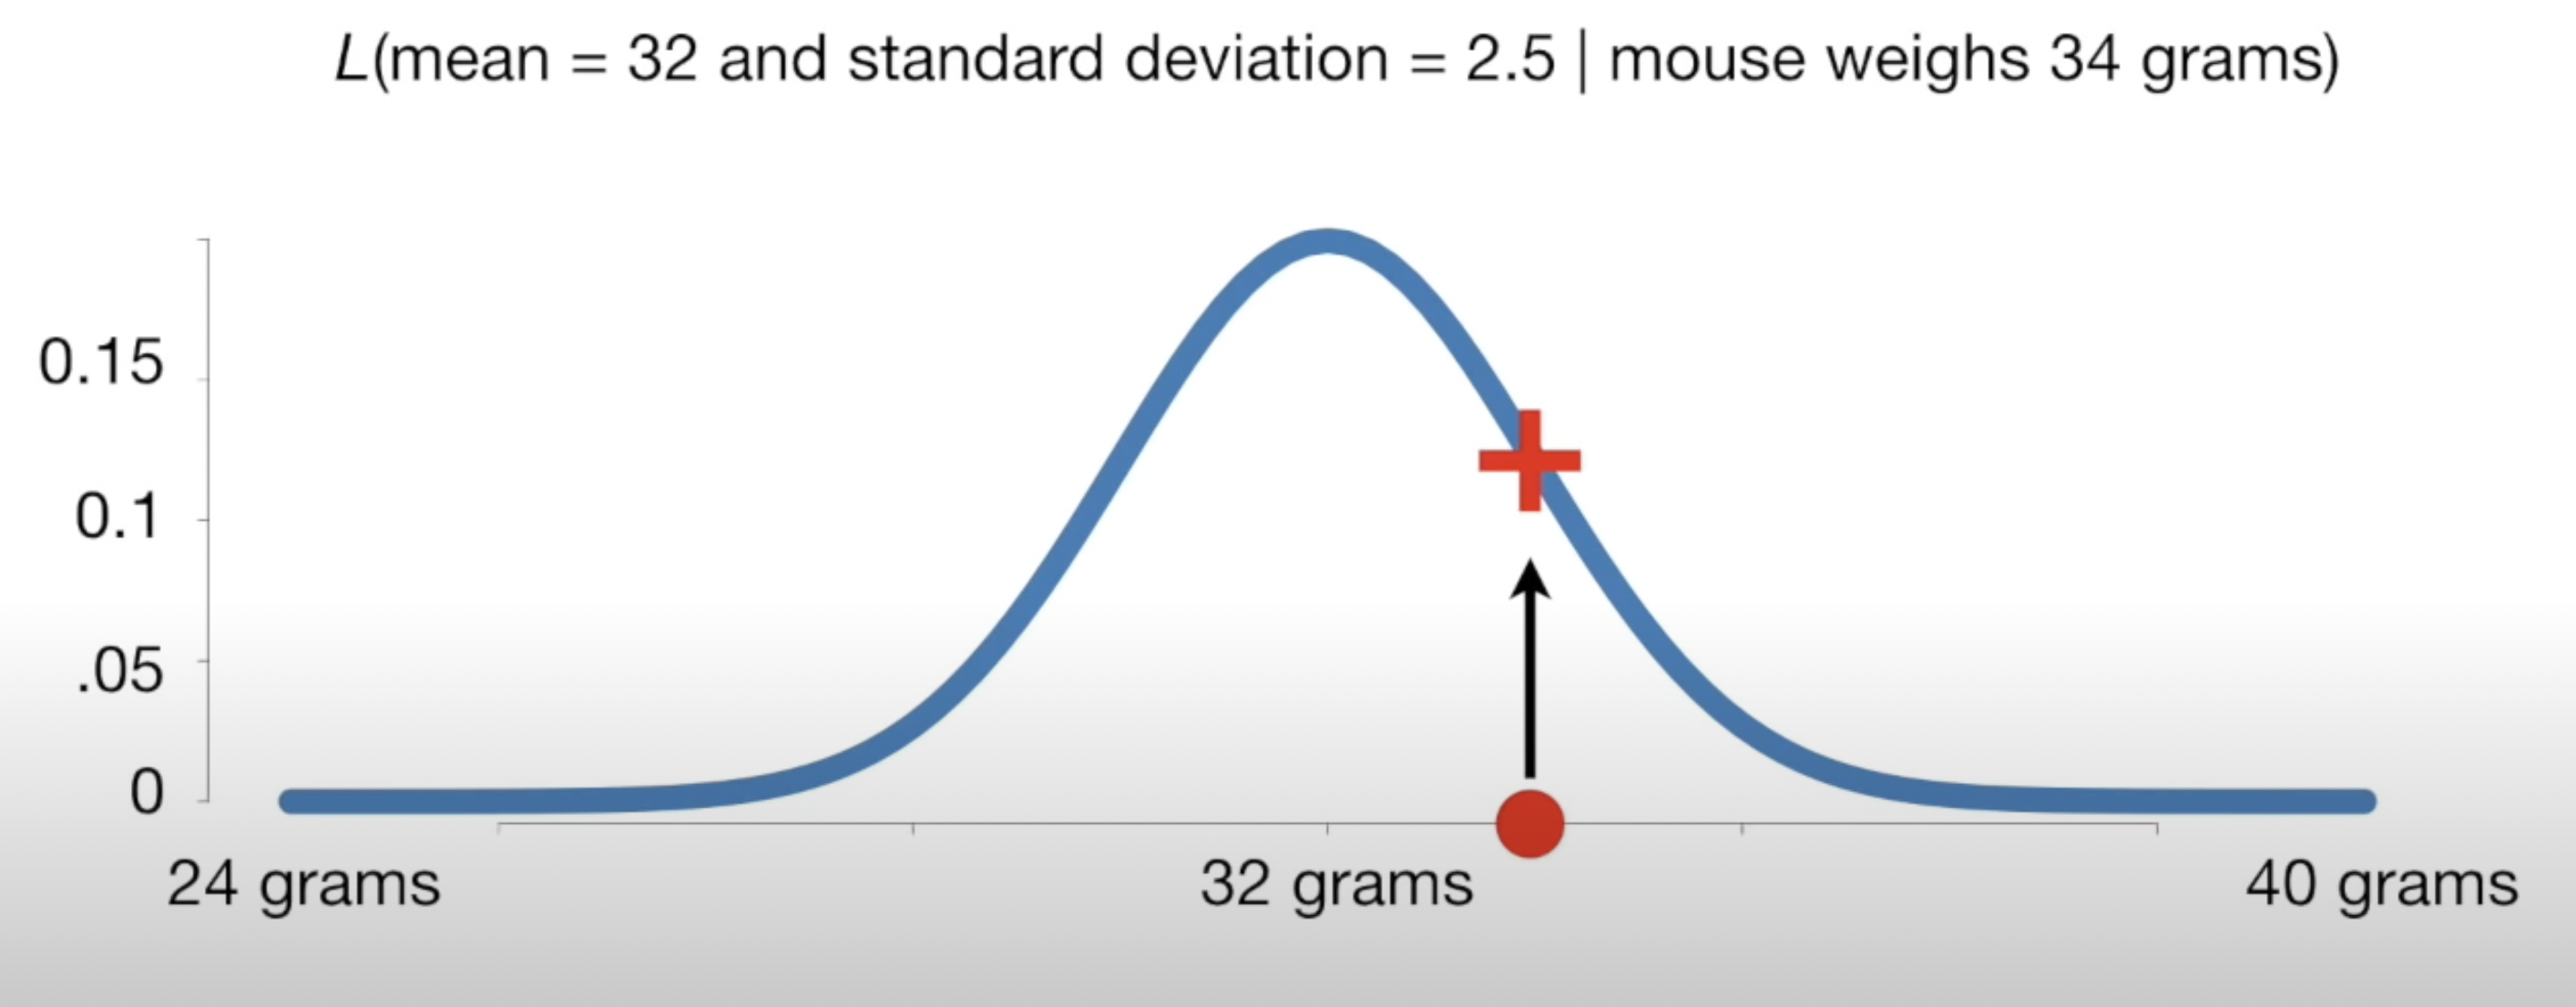 L(mean = 32 and standard deviation = 2.5 | mouse weighs 34 grams)
0.15
0.1
.05
0
24 grams 32 grams 40 grams